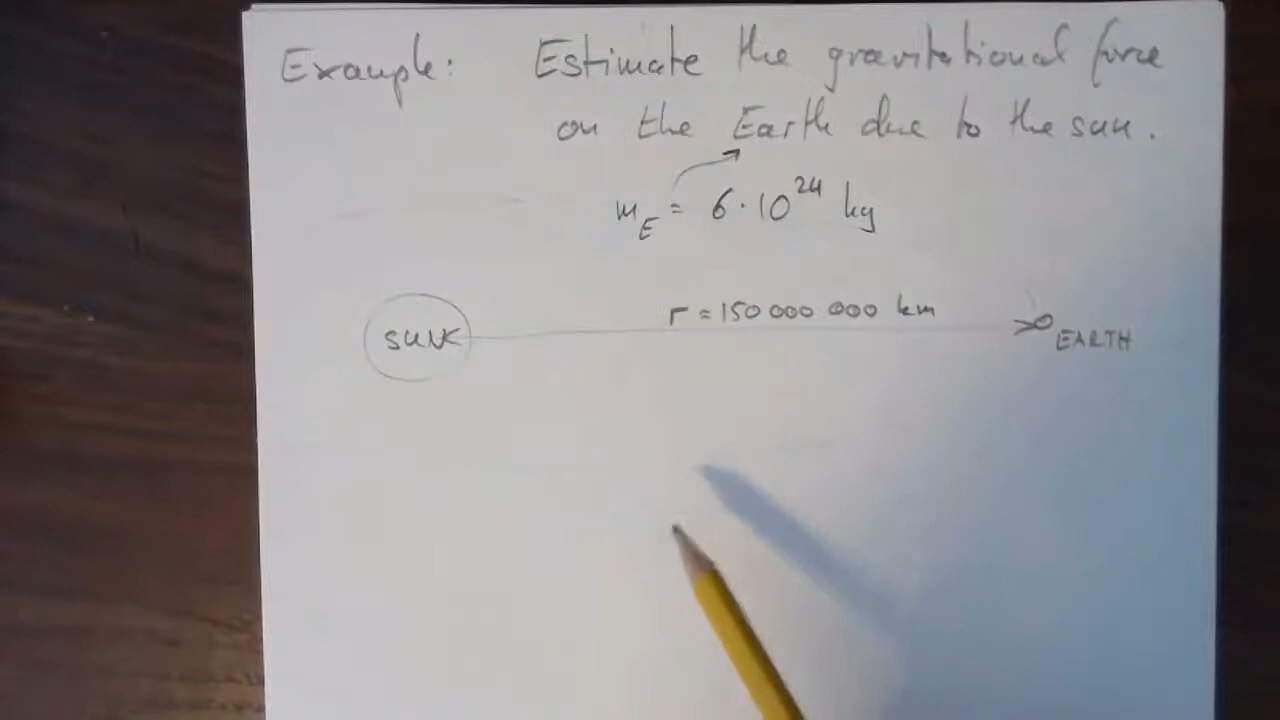 Example: Estimate the gravitational force
on the Earth due to the sun.
m_E = 6·10^24 kg
r = 150 000 000 km
SUN
EARTH